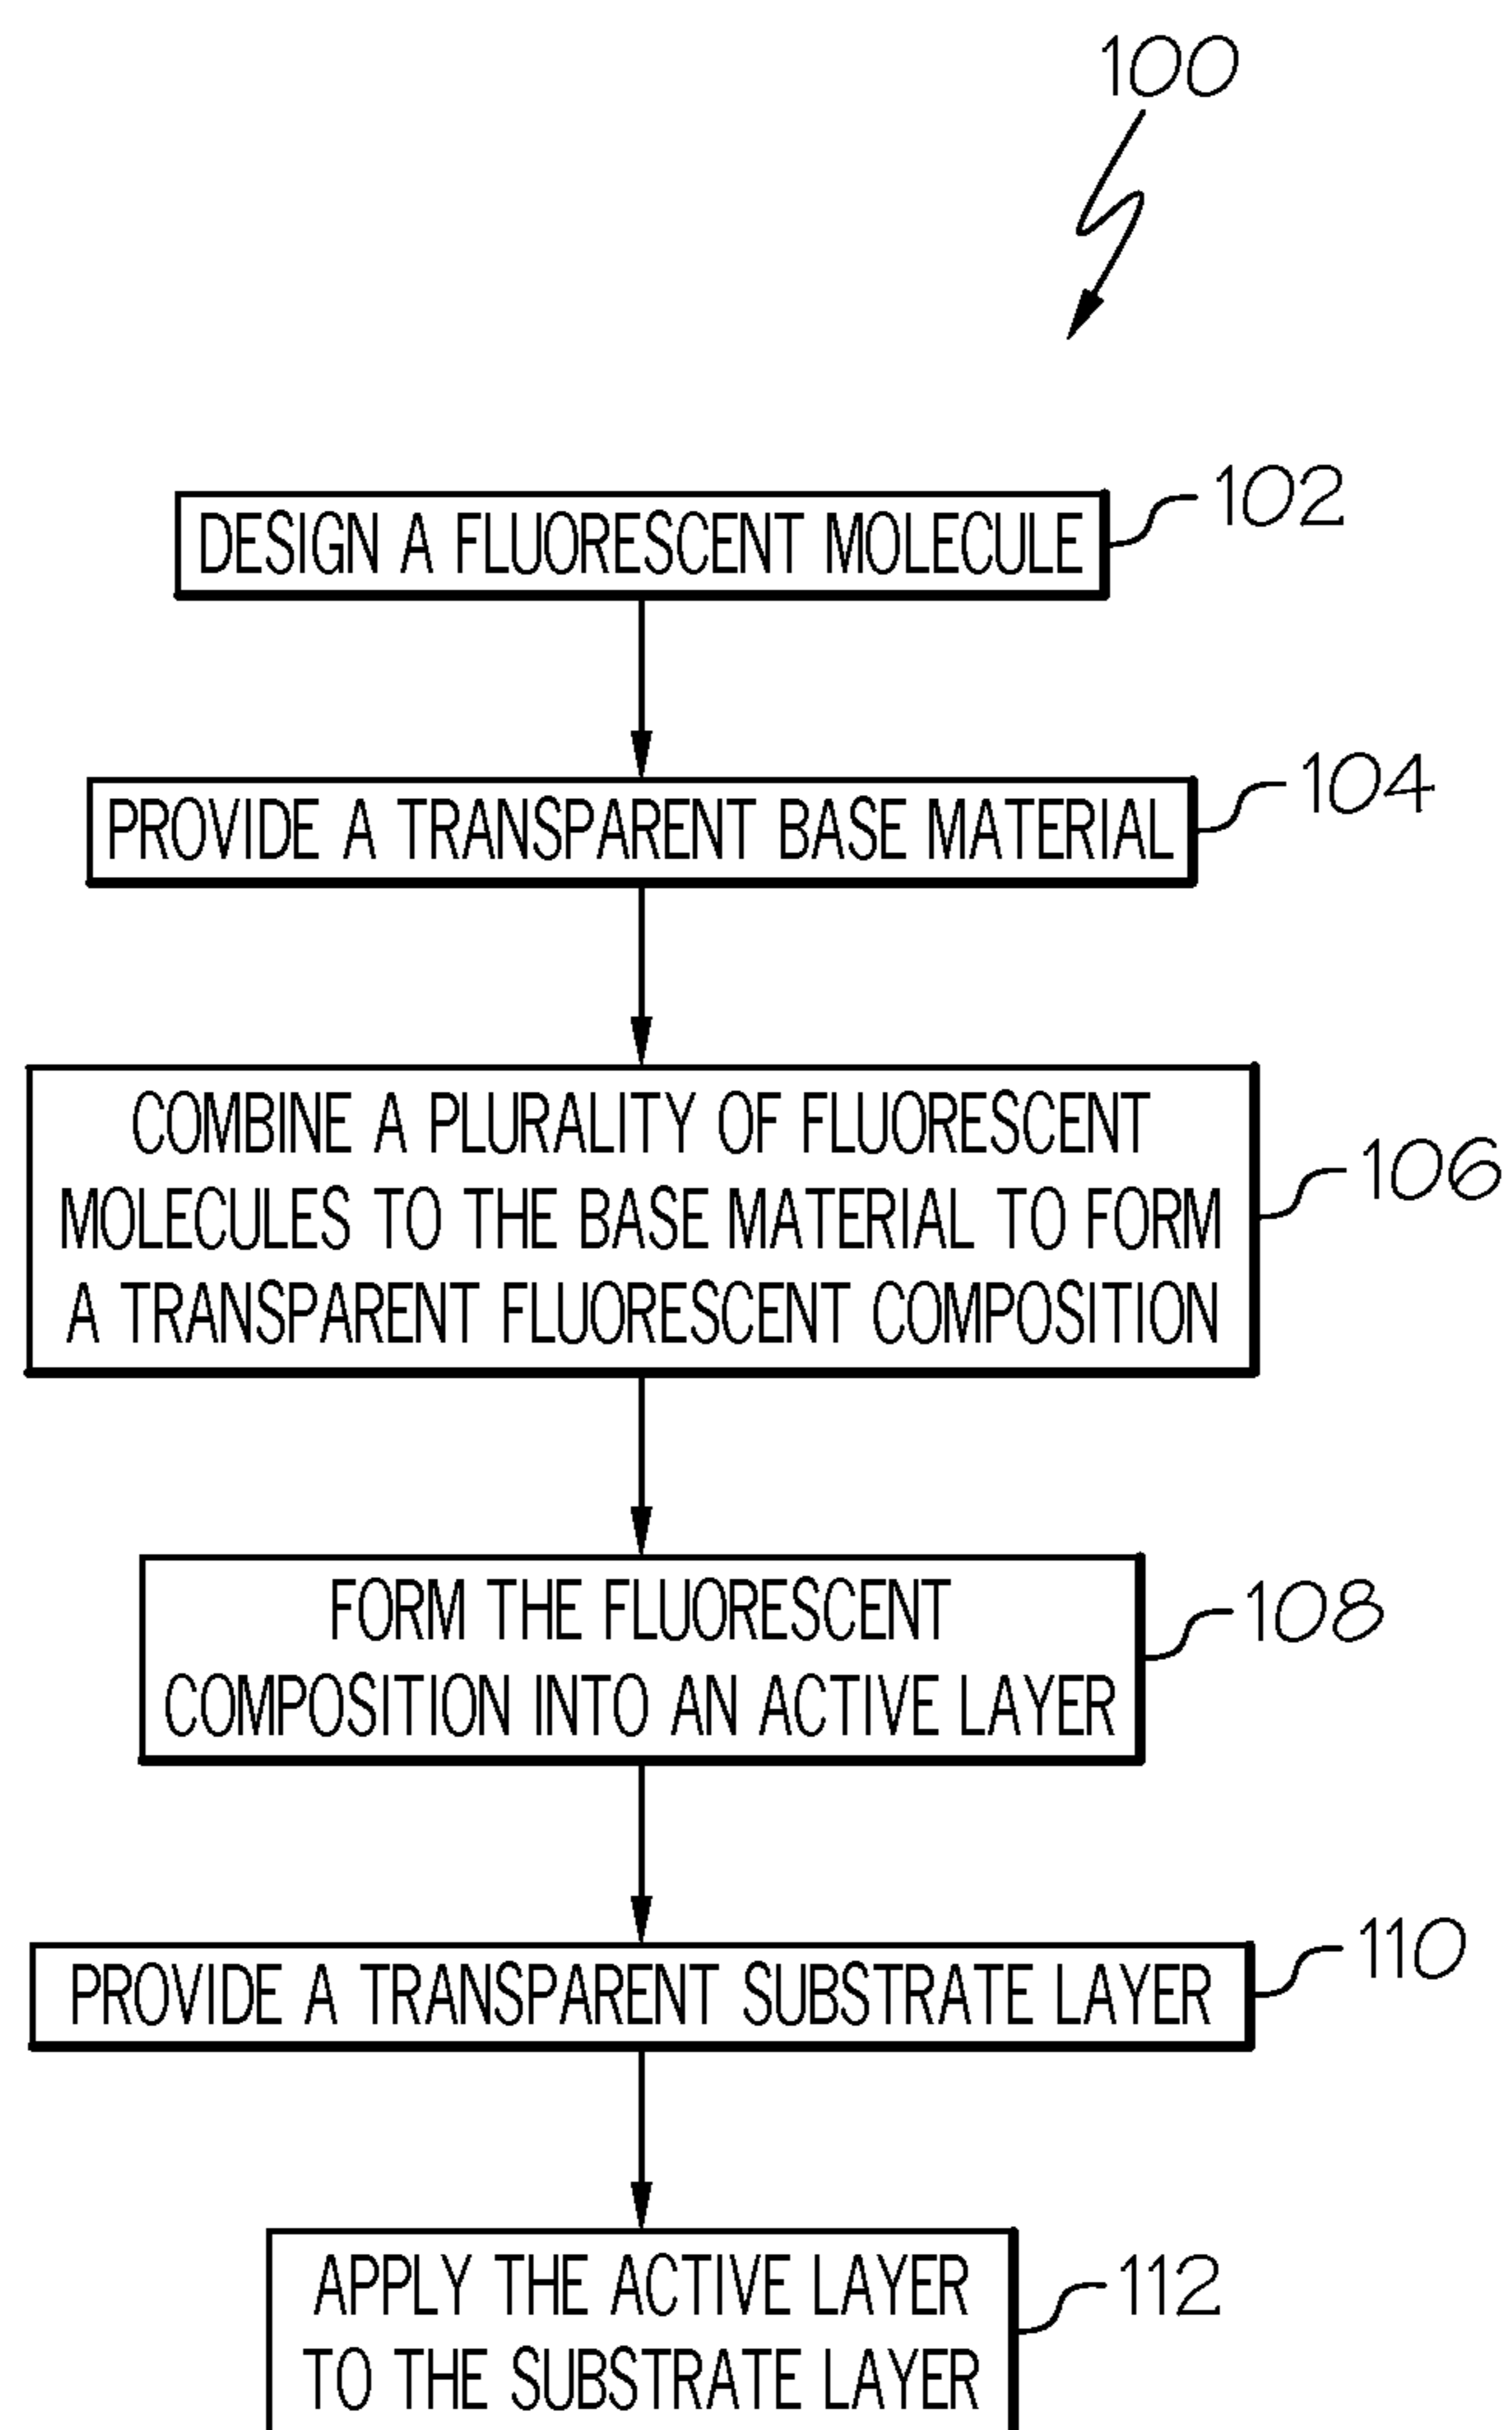 100
DESIGN A FLUORESCENT MOLECULE
102
PROVIDE A TRANSPARENT BASE MATERIAL
104
COMBINE A PLURALITY OF FLUORESCENT
MOLECULES TO THE BASE MATERIAL TO FORM
A TRANSPARENT FLUORESCENT COMPOSITION
106
FORM THE FLUORESCENT
COMPOSITION INTO AN ACTIVE LAYER
108
PROVIDE A TRANSPARENT SUBSTRATE LAYER
110
APPLY THE ACTIVE LAYER
TO THE SUBSTRATE LAYER
112